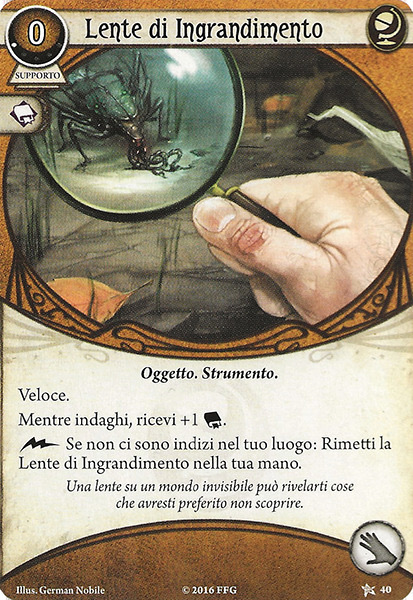 0
Lente di Ingrandimento
SUPPORTO
Oggetto. Strumento.
Veloce.
Mentre indaghi, ricevi +1 .
Se non ci sono indizi nel tuo luogo: Rimetti la
Lente di Ingrandimento nella tua mano.
Una lente su un mondo invisibile può rivelarti cose
che avresti preferito non scoprire.
Illus. German Nobile
© 2016 FFG
40